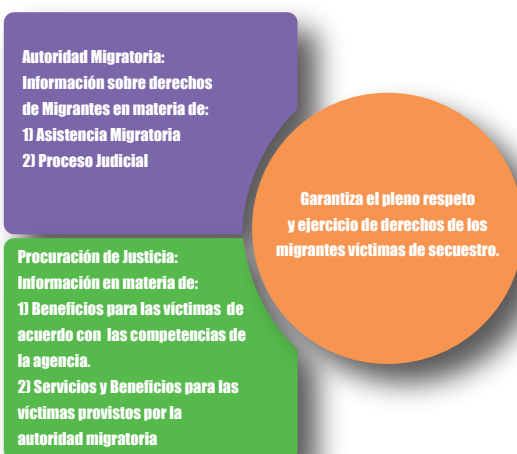 Autoridad Migratoria:
Información sobre derechos
de Migrantes en materia de:
1) Asistencia Migratoria
2) Proceso Judicial
Garantiza el pleno respeto
y ejercicio de derechos de los
migrantes víctimas de secuestro.
Procuración de Justicia:
Información en materia de:
1) Beneficios para las víctimas de
acuerdo con las competencias de
la agencia.
2) Servicios y Beneficios para las
víctimas provistos por la
autoridad migratoria